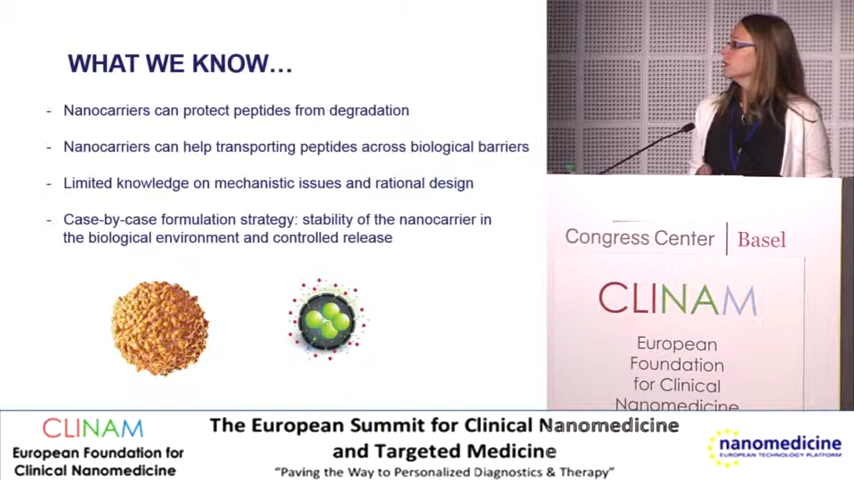 WHAT WE KNOW…
- Nanocarriers can protect peptides from degradation
- Nanocarriers can help transporting peptides across biological barriers
- Limited knowledge on mechanistic issues and rational design
- Case-by-case formulation strategy: stability of the nanocarrier in
the biological environment and controlled release
Congress Center | Basel
CLINAM
European
Foundation
for Clinical
Nanomedicine
CLINAM
European Foundation for
Clinical Nanomedicine
The European Summit for Clinical Nanomedicine
and Targeted Medicine
"Paving the Way to Personalized Diagnostics & Therapy"
nanomedicine
EUROPEAN TECHNOLOGY PLATFORM